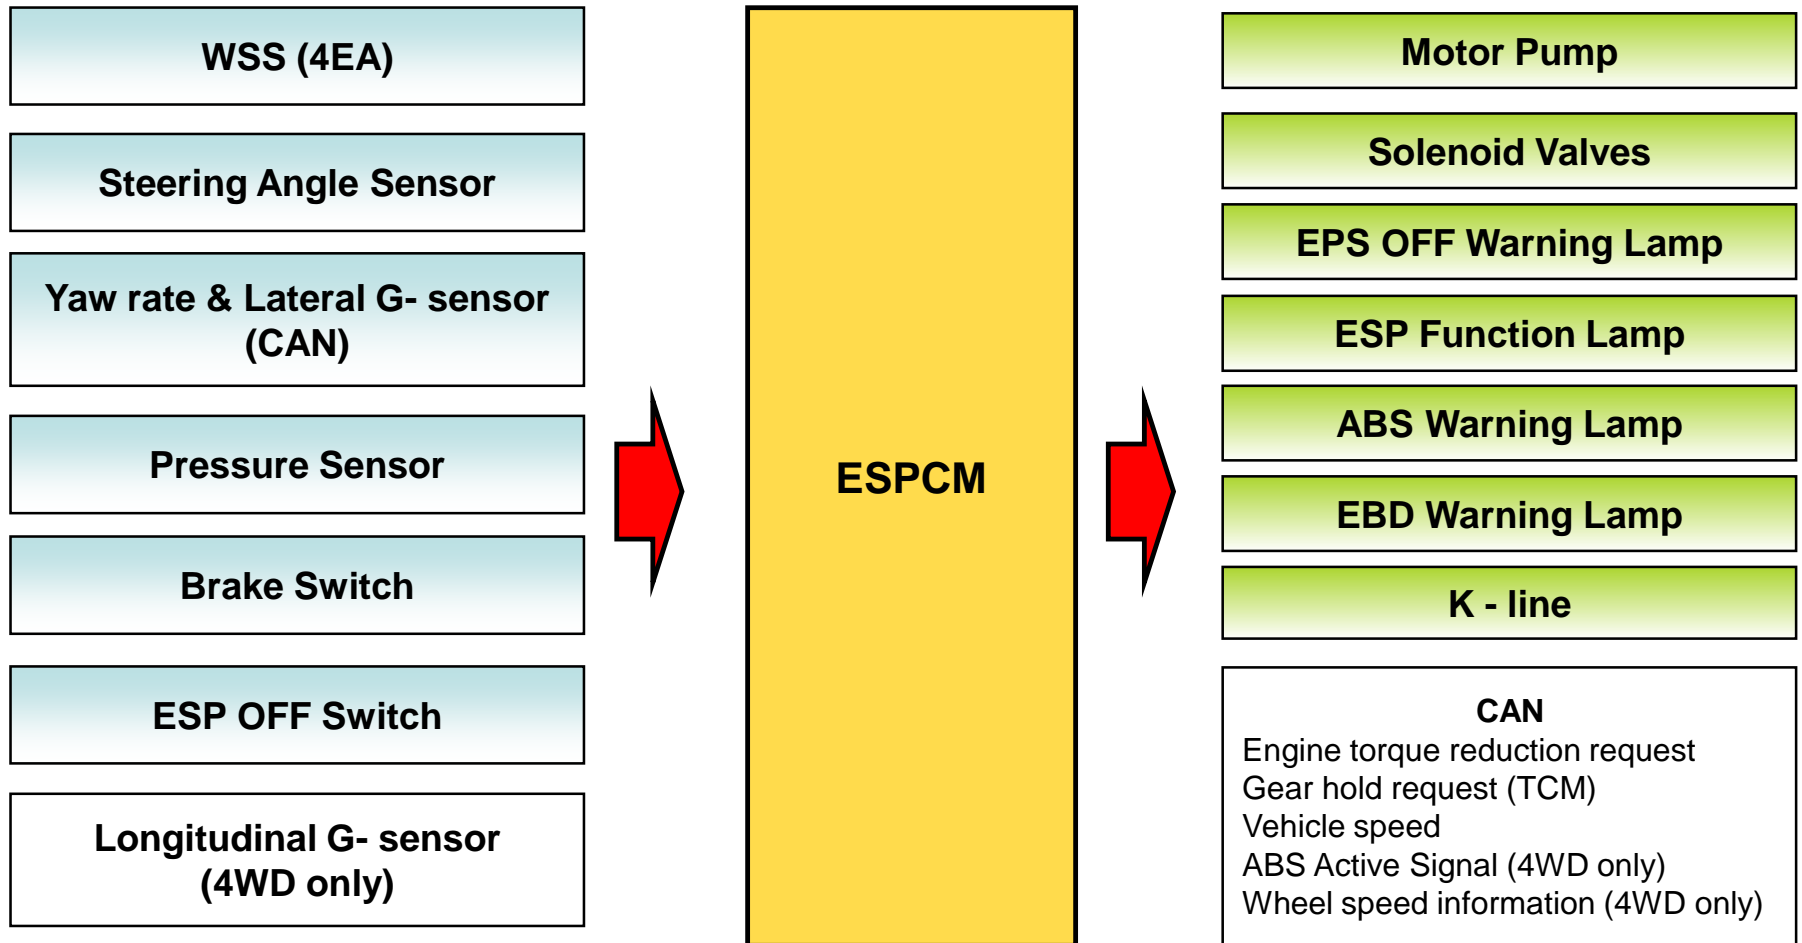 WSS (4EA)
Steering Angle Sensor
Yaw rate & Lateral G- sensor
(CAN)
Pressure Sensor
Brake Switch
ESP OFF Switch
Longitudinal G- sensor
(4WD only)
ESPCM
Motor Pump
Solenoid Valves
EPS OFF Warning Lamp
ESP Function Lamp
ABS Warning Lamp
EBD Warning Lamp
K - line
CAN
Engine torque reduction request
Gear hold request (TCM)
Vehicle speed
ABS Active Signal (4WD only)
Wheel speed information (4WD only)